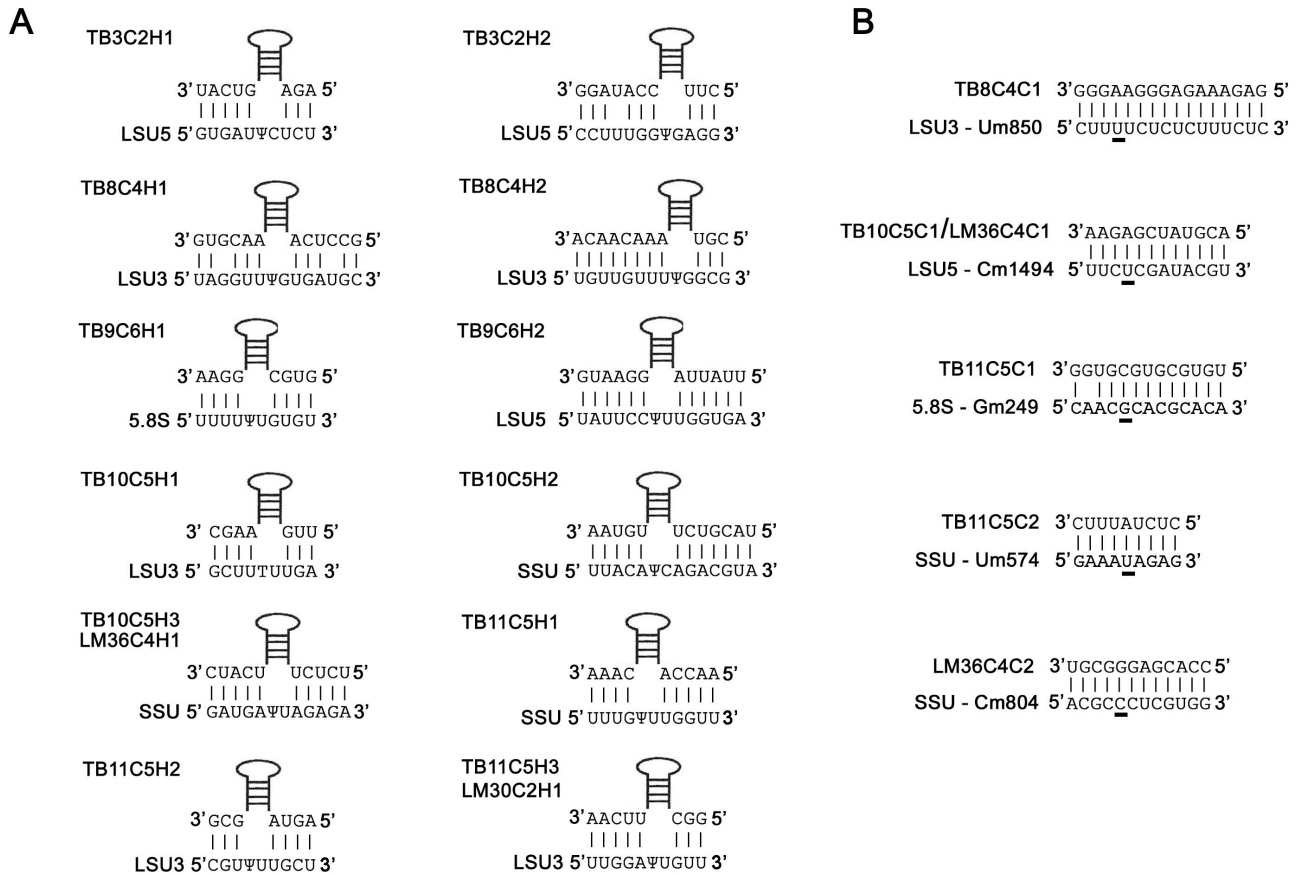 A
B
TB3C2H1
3' UACUG AGA 5'
LSU5 5' GUGAUΨCUCU 3'
TB3C2H2
3' GGAUACC UUC 5'
LSU5 5' CCUUUGGΨGAGG 3'
TB8C4H1
3' GUGCAA ACUCCG 5'
LSU3 5' UAGGUUΨGUGAUGC 3'
TB8C4H2
3' ACAACAAA UGC 5'
LSU3 5' UGUUGUUUΨGGCG 3'
TB9C6H1
3' AAGG CGUG 5'
5.8S 5' UUUUΨUGUGU 3'
TB9C6H2
3' GUAAGG AUUAUU 5'
LSU5 5' UAUUCCΨUUGGUGA 3'
TB10C5H1
3' CGAA GUU 5'
LSU3 5' GCUUTUUGA 3'
TB10C5H2
3' AAUGU UCUGCAU 5'
SSU 5' UUACAΨCAGACGUA 3'
TB10C5H3
LM36C4H1
3' CUACU UCUCU 5'
SSU 5' GAUGAΨUAGAGA 3'
TB11C5H1
3' AAAC ACCAA 5'
SSU 5' UUUGΨUUGGUU 3'
TB11C5H2
3' GCG AUGA 5'
LSU3 5' CGUΨUUGCU 3'
TB11C5H3
LM30C2H1
3' AACUU CGG 5'
LSU3 5' UUGGAΨUGUU 3'
TB8C4C1 3' GGGAAGGGAGAAAGAG 5'
LSU3 - Um850 5' CUUUUCUCUCUUUCUC 3'
TB10C5C1/LM36C4C1 3' AAGAGCUAUGCA 5'
LSU5 - Cm1494 5' UUCUCGAUACGU 3'
TB11C5C1 3' GGUGCGUGCGUGU 5'
5.8S - Gm249 5' CAACGCACGCACA 3'
TB11C5C2 3' CUUUAUCUC 5'
SSU - Um574 5' GAAAUAGAG 3'
LM36C4C2 3' UGCGGGAGCACC 5'
SSU - Cm804 5' ACGCCCUCGUGG 3'